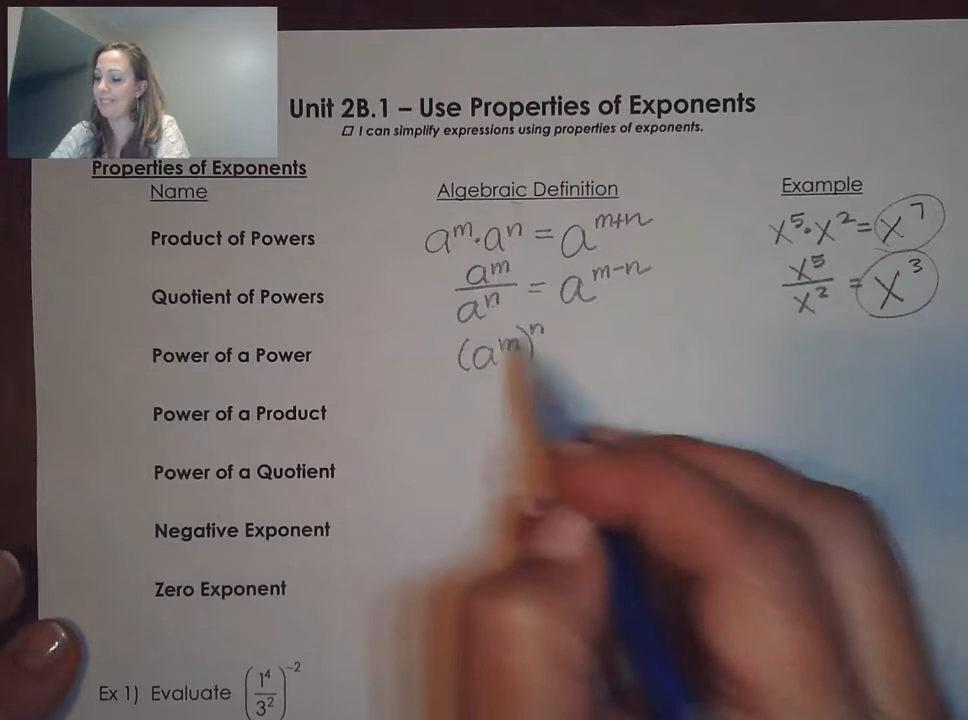 Unit 2B.1 – Use Properties of Exponents
☐ I can simplify expressions using properties of exponents.
Properties of Exponents
Name Algebraic Definition Example
Product of Powers a^m · a^n = a^{m+n} x^5 · x^2 = x^7
Quotient of Powers a^m/a^n = a^{m-n} x^5/x^2 = x^3
Power of a Power (a^m)^n
Power of a Product
Power of a Quotient
Negative Exponent
Zero Exponent
Ex 1) Evaluate (1^4/3^2)^{-2}